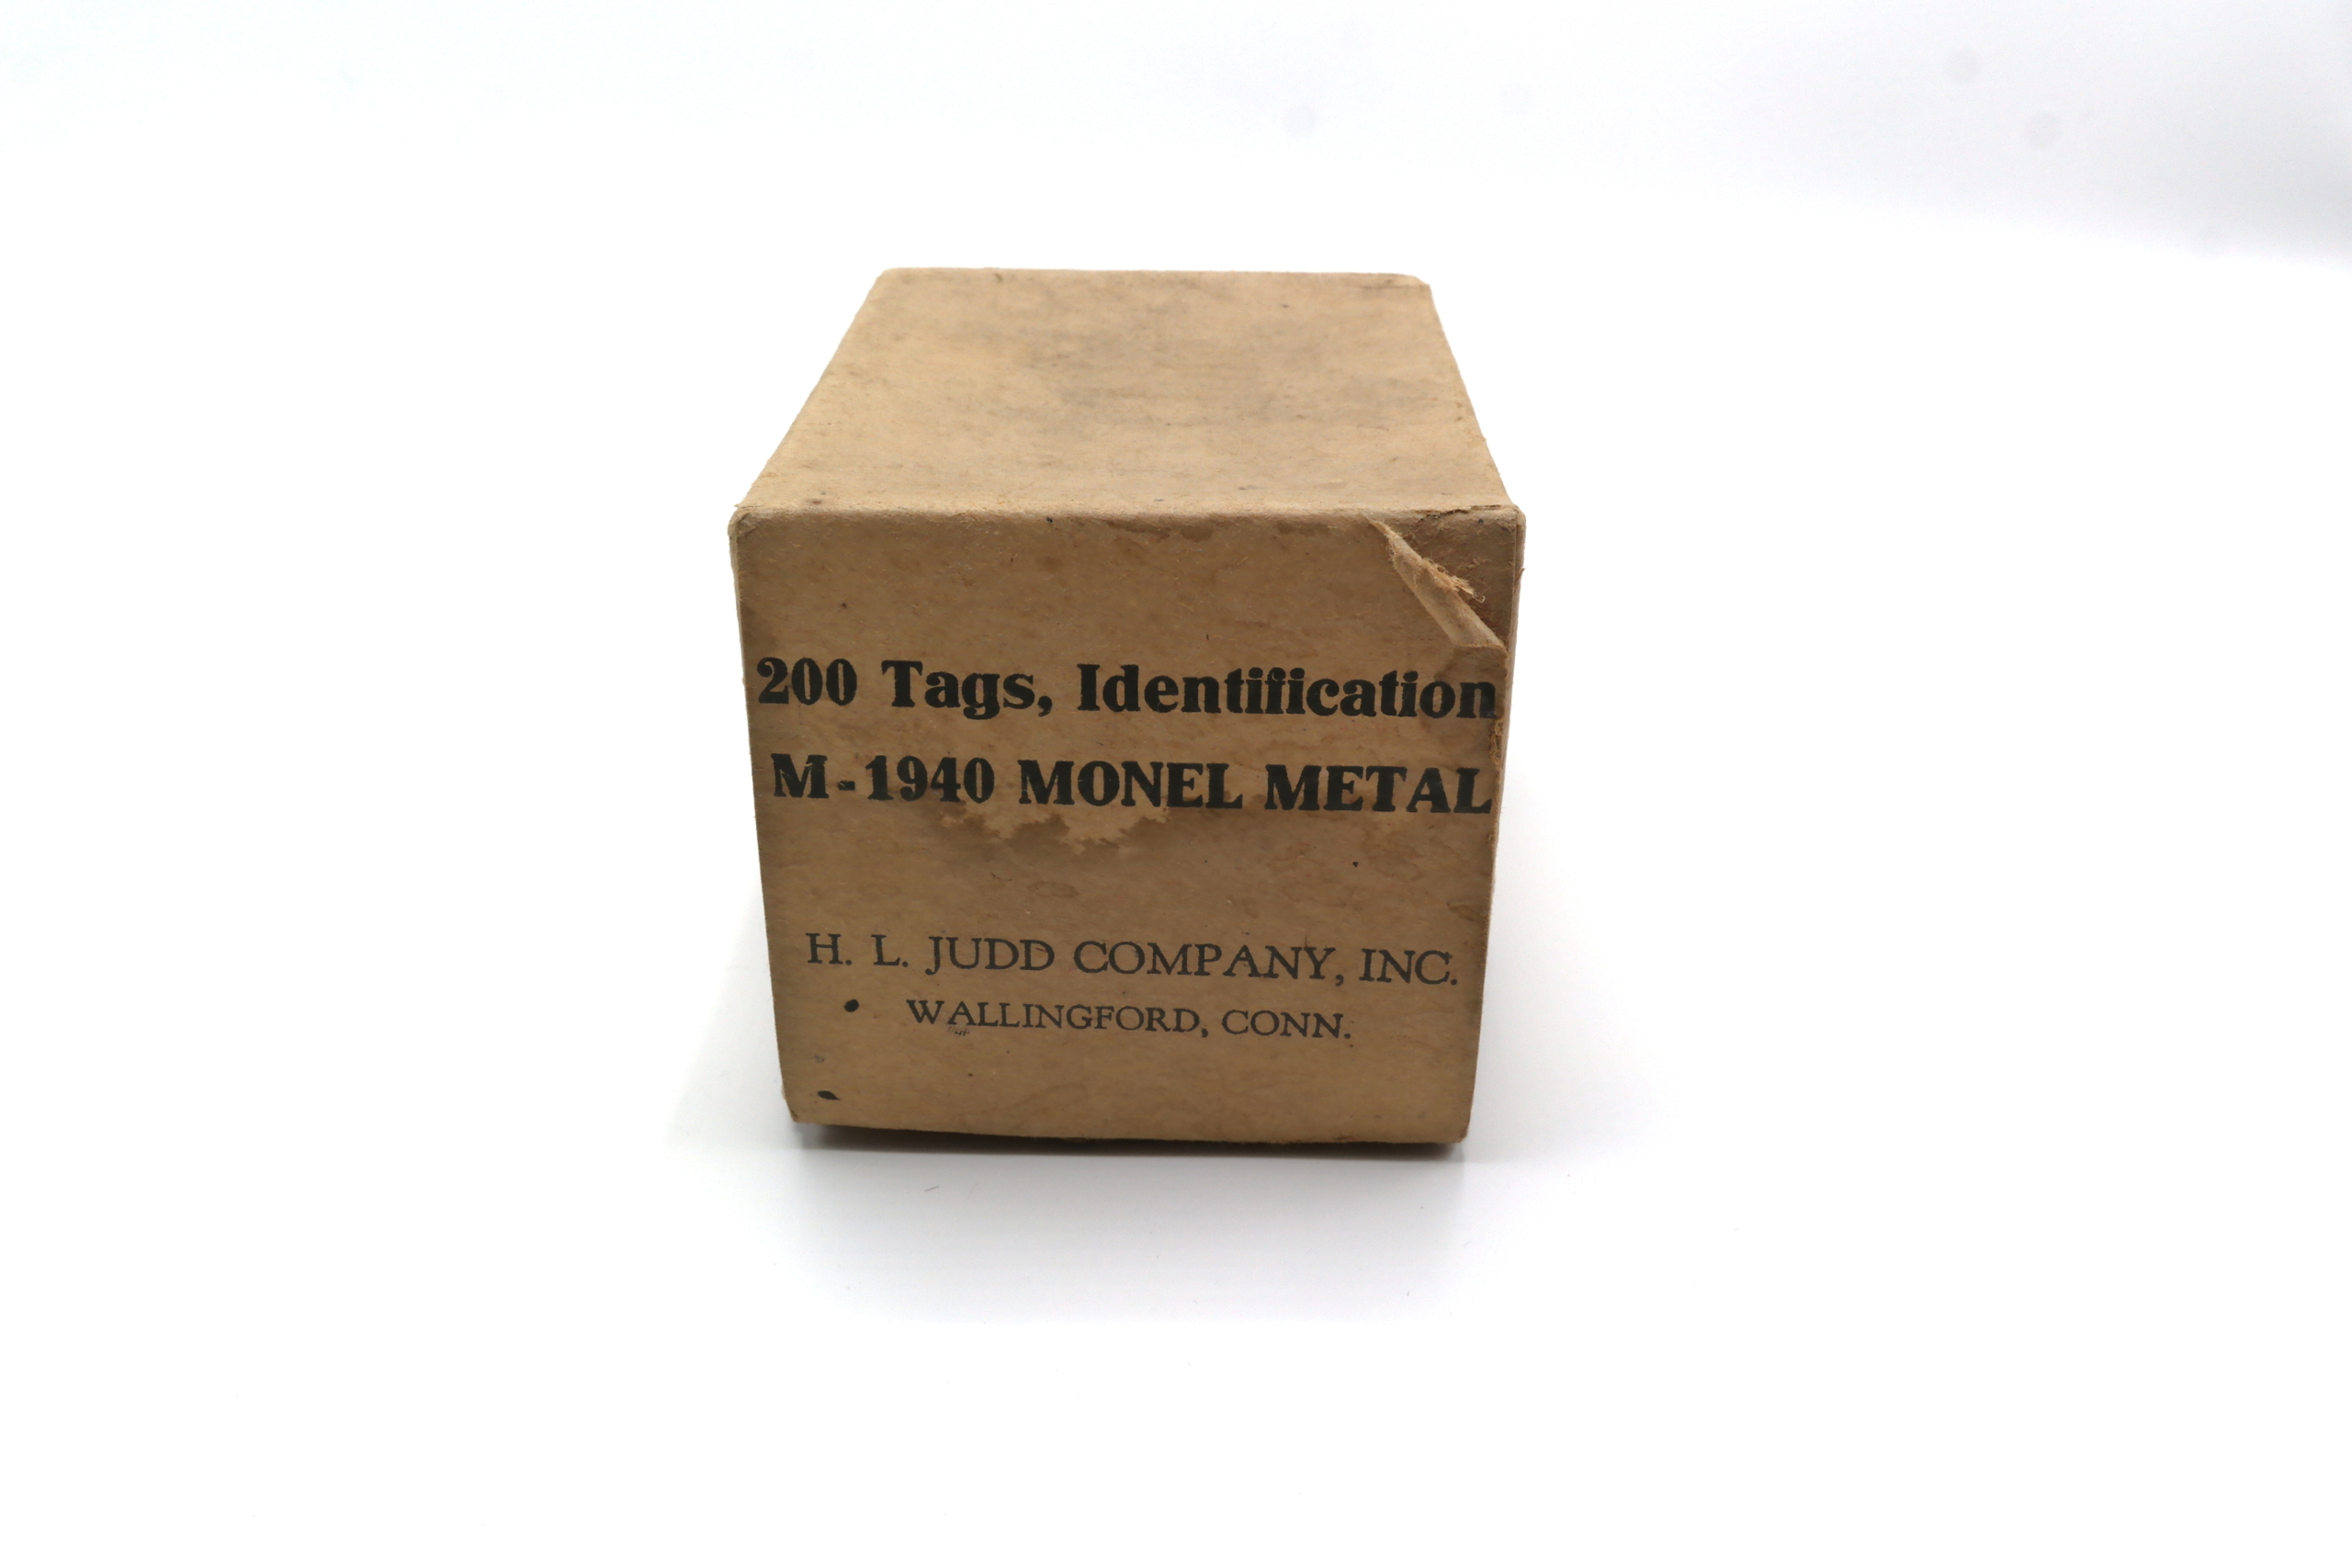 200 Tags, Identification
M-1940 MONEL METAL
H. L. JUDD COMPANY, INC.
WALLINGFORD, CONN.